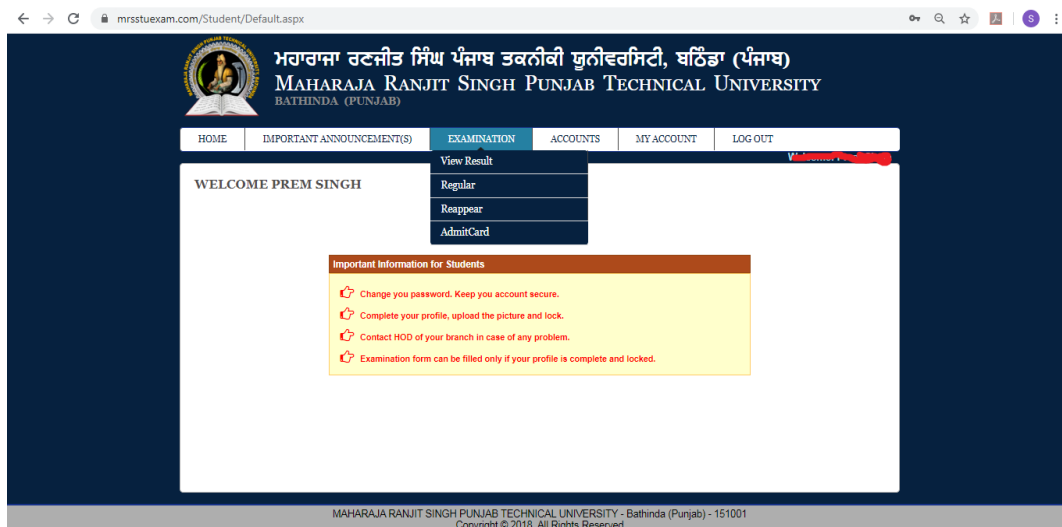 mrsstuexam.com/Student/Default.aspx
S
ਮਹਾਰਾਜਾ ਰਣਜੀਤ ਸਿੰਘ ਪੰਜਾਬ ਤਕਨੀਕੀ ਯੂਨੀਵਰਸਿਟੀ, ਬਠਿੰਡਾ (ਪੰਜਾਬ)
MAHARAJA RANJIT SINGH PUNJAB TECHNICAL UNIVERSITY
BATHINDA (PUNJAB)
HOME IMPORTANT ANNOUNCEMENT(S) EXAMINATION ACCOUNTS MY ACCOUNT LOG OUT
View Result
Regular
Reappear
AdmitCard
WELCOME PREM SINGH
Important Information for Students
Change you password. Keep you account secure.
Complete your profile, upload the picture and lock.
Contact HOD of your branch in case of any problem.
Examination form can be filled only if your profile is complete and locked.
MAHARAJA RANJIT SINGH PUNJAB TECHNICAL UNIVERSITY - Bathinda (Punjab) - 151001
Copyright © 2018. All Rights Reserved